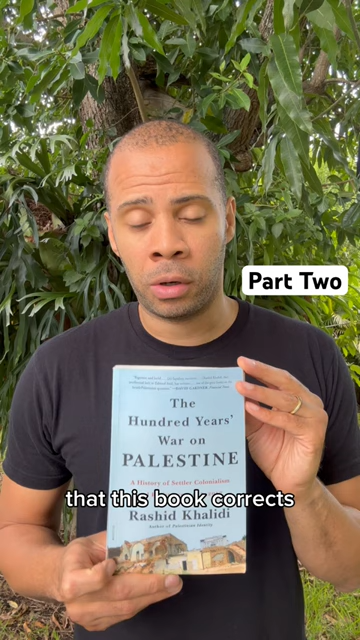 Part Two
The
Hundred Years'
War on
PALESTINE
A History of Settler Colonialism
that this book corrects
Rashid Khalidi
Author of Palestinian Identity